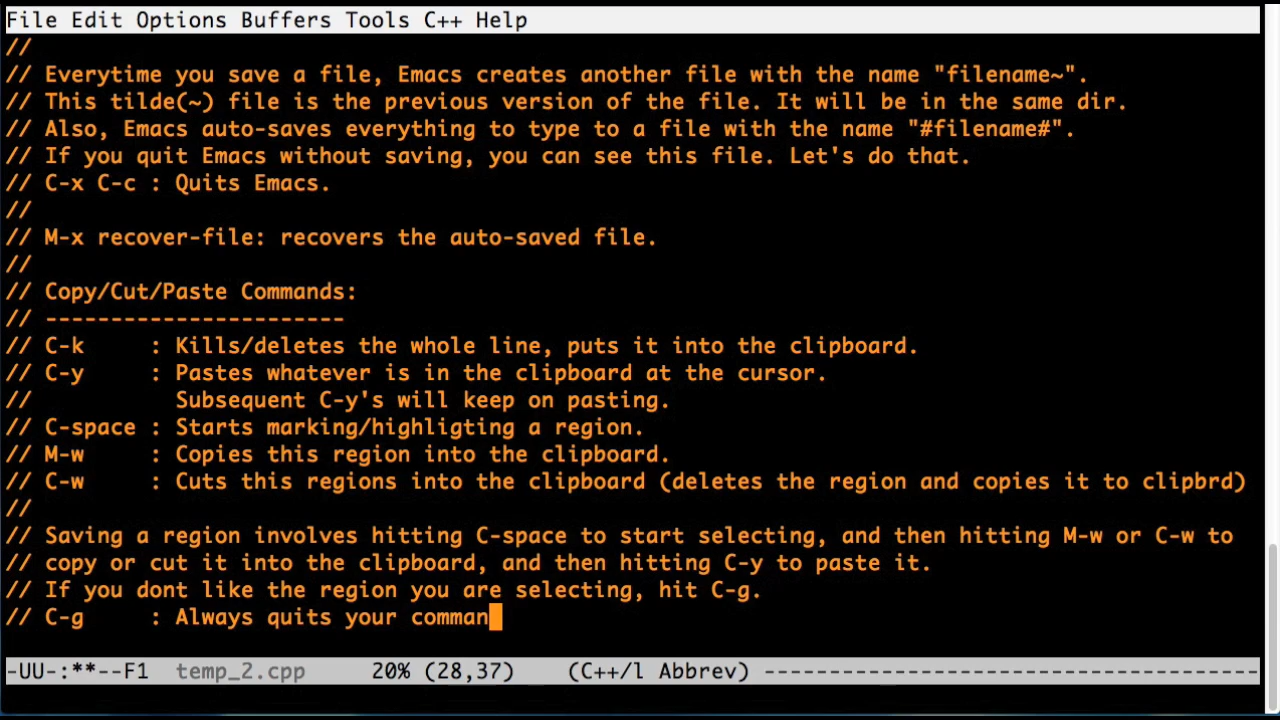 File Edit Options Buffers Tools C++ Help
//
// Everytime you save a file, Emacs creates another file with the name "filename~".
// This tilde(~) file is the previous version of the file. It will be in the same dir.
// Also, Emacs auto-saves everything to type to a file with the name "#filename#".
// If you quit Emacs without saving, you can see this file. Let's do that.
// C-x C-c : Quits Emacs.
//
// M-x recover-file: recovers the auto-saved file.
//
// Copy/Cut/Paste Commands:
// -----------------------
// C-k     : Kills/deletes the whole line, puts it into the clipboard.
// C-y     : Pastes whatever is in the clipboard at the cursor.
//           Subsequent C-y's will keep on pasting.
// C-space : Starts marking/highligting a region.
// M-w     : Copies this region into the clipboard.
// C-w     : Cuts this regions into the clipboard (deletes the region and copies it to clipbrd)
//
// Saving a region involves hitting C-space to start selecting, and then hitting M-w or C-w to
// copy or cut it into the clipboard, and then hitting C-y to paste it.
// If you dont like the region you are selecting, hit C-g.
// C-g     : Always quits your comman
-UU-:**--F1  temp_2.cpp     20% (28,37)    (C++/l Abbrev) --------------------------------------